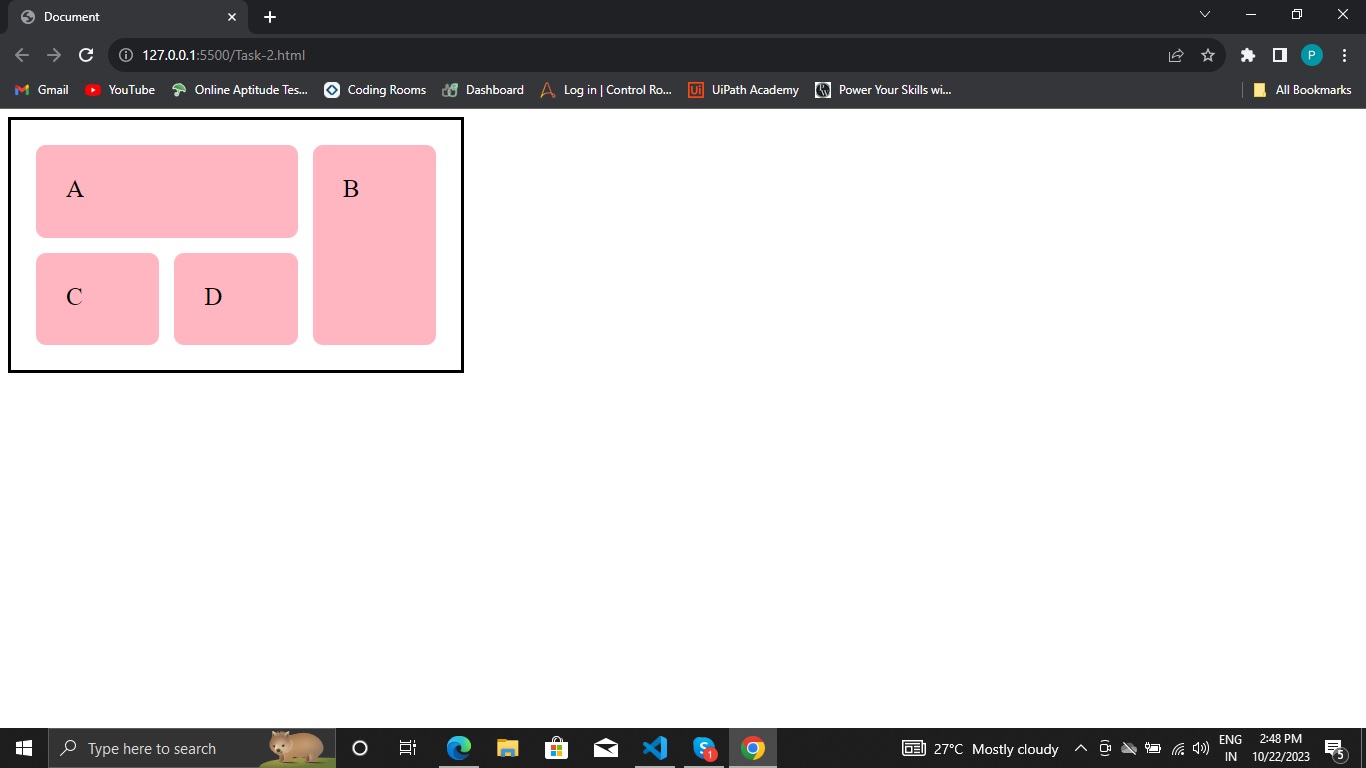 Document
127.0.0.1:5500/Task-2.html
P
Gmail YouTube Online Aptitude Tes... Coding Rooms Dashboard Log in | Control Ro... Ui UiPath Academy Power Your Skills wi... All Bookmarks
A B
C D
Type here to search
S 1
27°C Mostly cloudy
ENG
IN
2:48 PM
10/22/2023
5